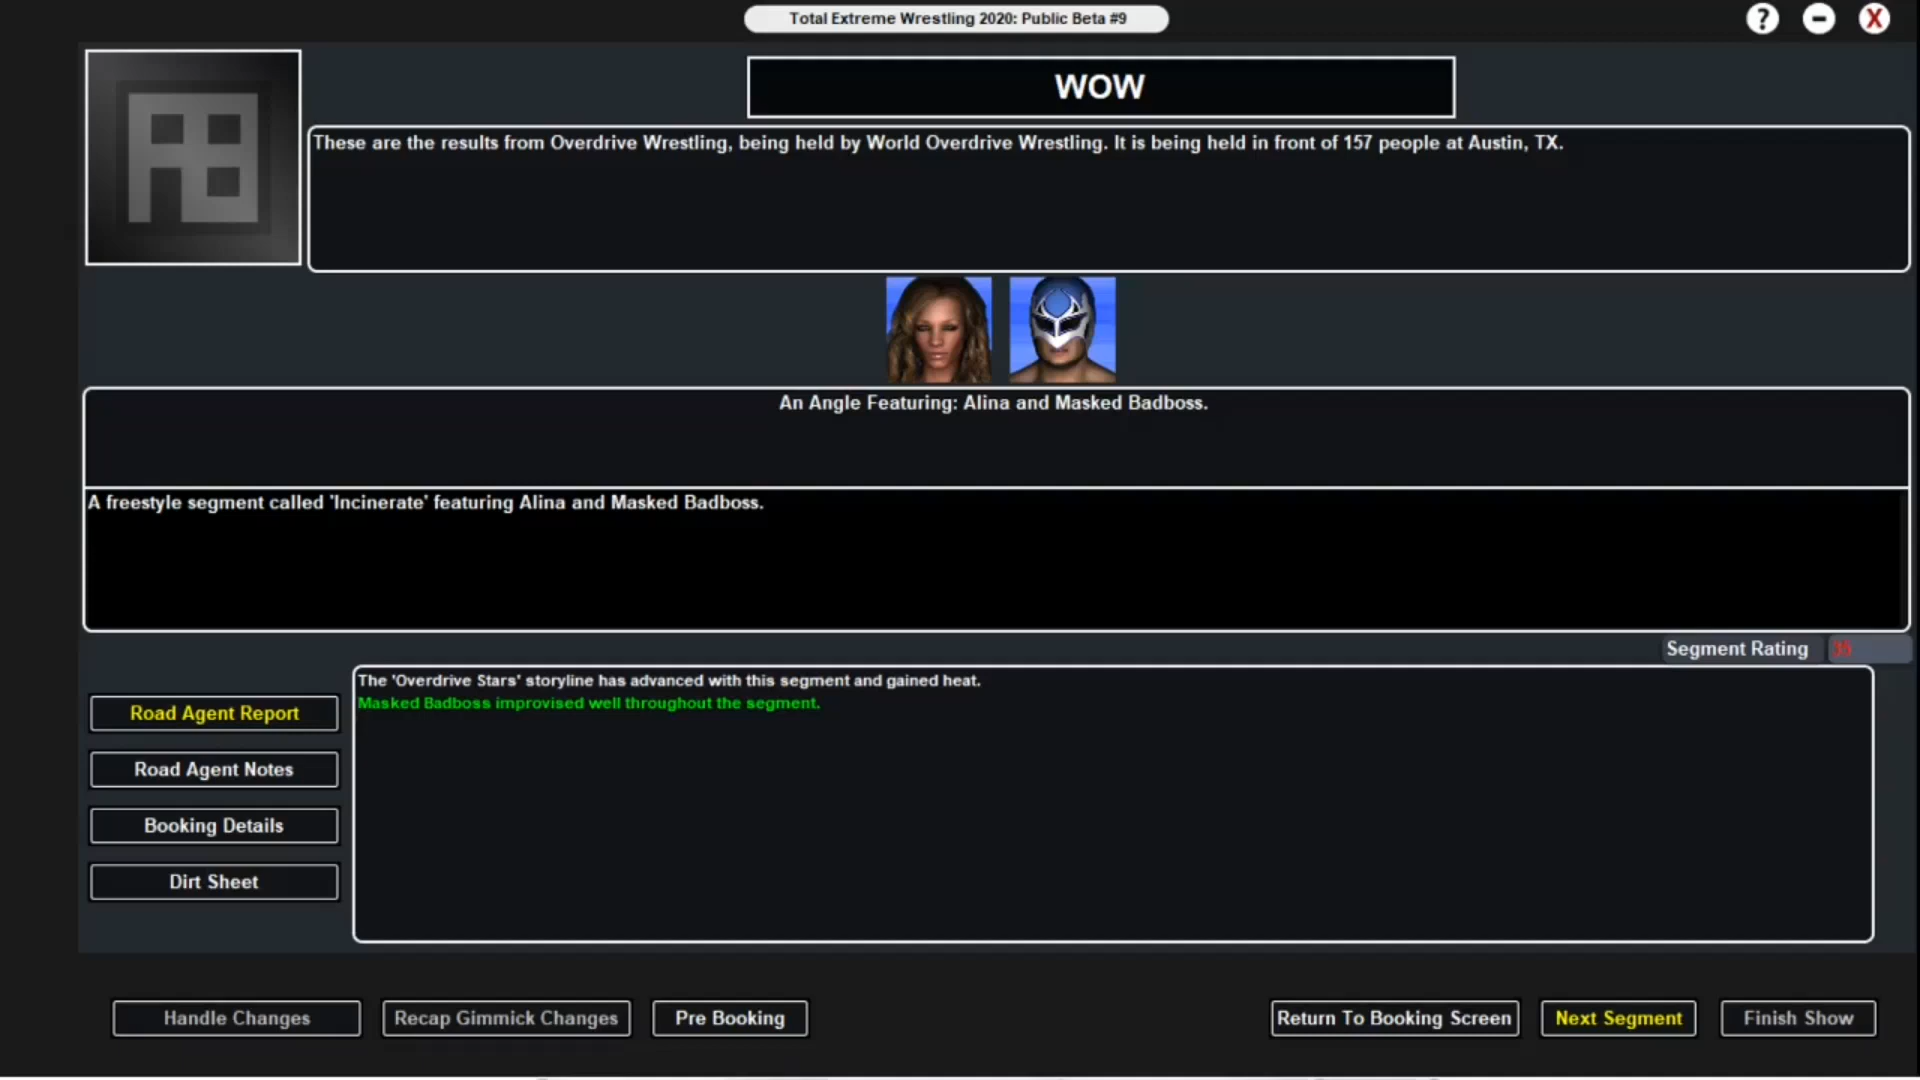 Total Extreme Wrestling 2020: Public Beta #9
?
X
WOW
These are the results from Overdrive Wrestling, being held by World Overdrive Wrestling. It is being held in front of 157 people at Austin, TX.
An Angle Featuring: Alina and Masked Badboss.
A freestyle segment called 'Incinerate' featuring Alina and Masked Badboss.
Segment Rating 35
The 'Overdrive Stars' storyline has advanced with this segment and gained heat.
Masked Badboss improvised well throughout the segment.
Road Agent Report
Road Agent Notes
Booking Details
Dirt Sheet
Handle Changes
Recap Gimmick Changes
Pre Booking
Return To Booking Screen
Next Segment
Finish Show